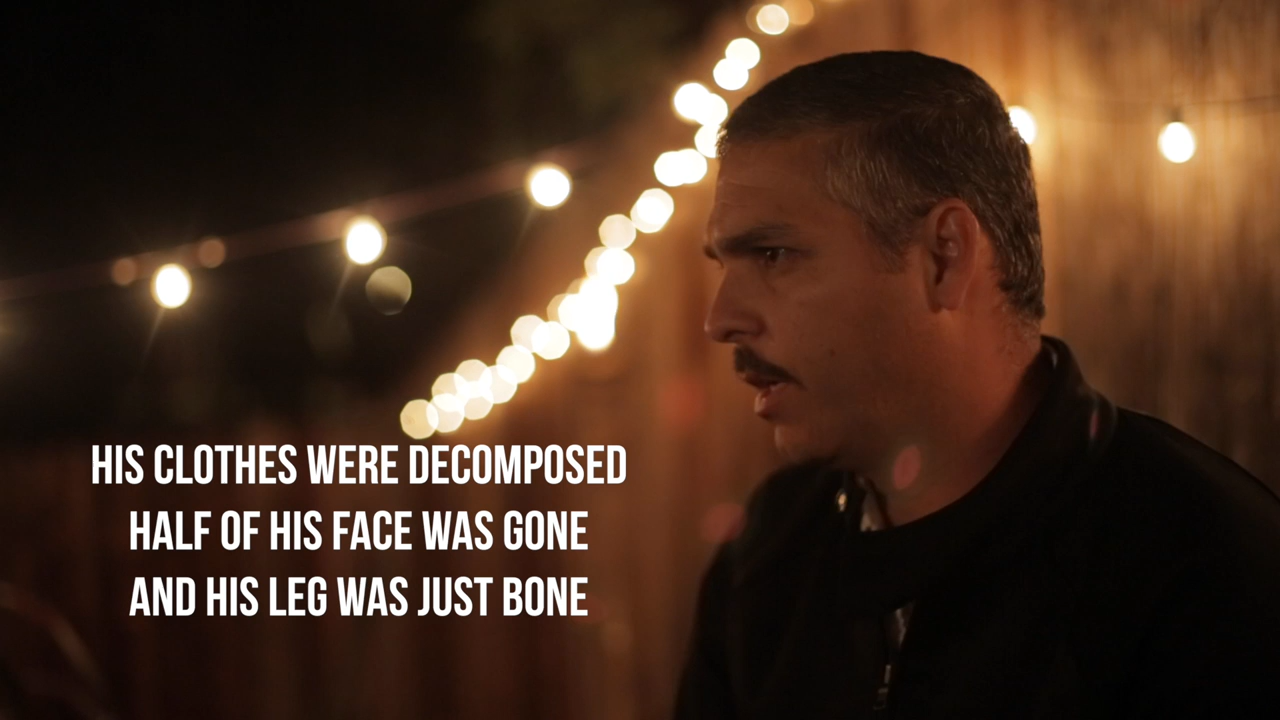 HIS CLOTHES WERE DECOMPOSED
HALF OF HIS FACE WAS GONE
AND HIS LEG WAS JUST BONE